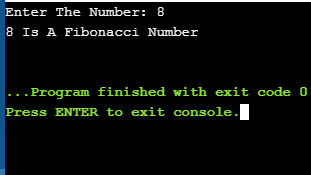 Enter The Number: 8
8 Is A Fibonacci Number
...Program finished with exit code 0
Press ENTER to exit console.